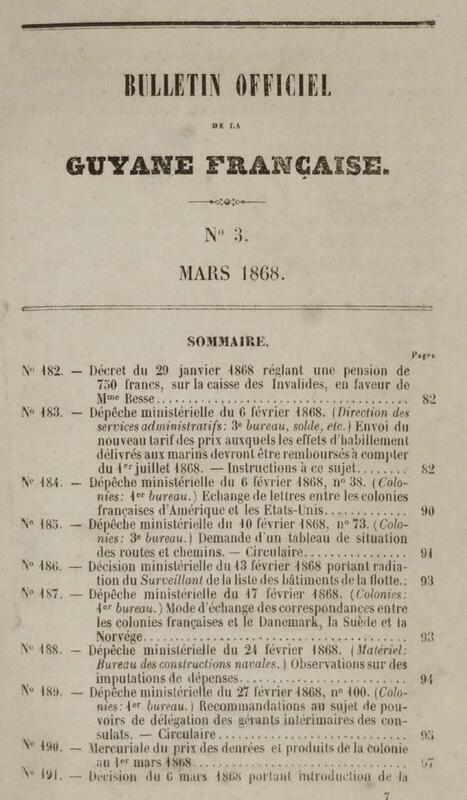 BULLETIN OFFICIEL
DE LA
GUYANE FRANÇAISE.
N° 3.
MARS 1868.
SOMMAIRE.
Pages
N° 182. — Décret du 29 janvier 1868 réglant une pension de
750 francs, sur la caisse des Invalides, en faveur de
Mme Besse........................................ 82
N° 183. — Dépêche ministérielle du 6 février 1868. (Direction des
services administratifs: 3e bureau, solde, etc.) Envoi du
nouveau tarif des prix auxquels les effets d'habillement
délivrés aux marins devront être remboursés à compter
du 1er juillet 1868. — Instructions à ce sujet........ 82
N° 184. — Dépêche ministérielle du 6 février 1868, n° 38. (Colo-
nies: 1er bureau.) Echange de lettres entre les colonies
françaises d'Amérique et les Etats-Unis............ 90
N° 185. — Dépêche ministérielle du 10 février 1868, n° 73. (Colo-
nies: 3e bureau.) Demande d'un tableau de situation
des routes et chemins. — Circulaire................ 91
N° 186. — Décision ministérielle du 13 février 1868 portant radia-
tion du Surveillant de la liste des bâtiments de la flotte.. 93
N° 187. — Dépêche ministérielle du 17 février 1868. (Colonies:
1er bureau.) Mode d'échange des correspondances entre
les colonies françaises et le Danemark, la Suède et la
Norvége.......................................... 93
N° 188. — Dépêche ministérielle du 21 février 1868. (Matériel:
Bureau des constructions navales.) Observations sur des
imputations de dépenses.......................... 94
N° 189. — Dépêche ministérielle du 27 février 1868, n° 100. (Colo-
nies: 1er bureau.) Recommandations au sujet de pou-
voirs de délégation des gérants intérimaires des con-
sulats. — Circulaire.............................. 95
N° 190. — Mercuriale du prix des denrées et produits de la colonie
au 1er mars 1868.................................. 97
N° 191. — Décision du 6 mars 1868 portant introduction de la
7